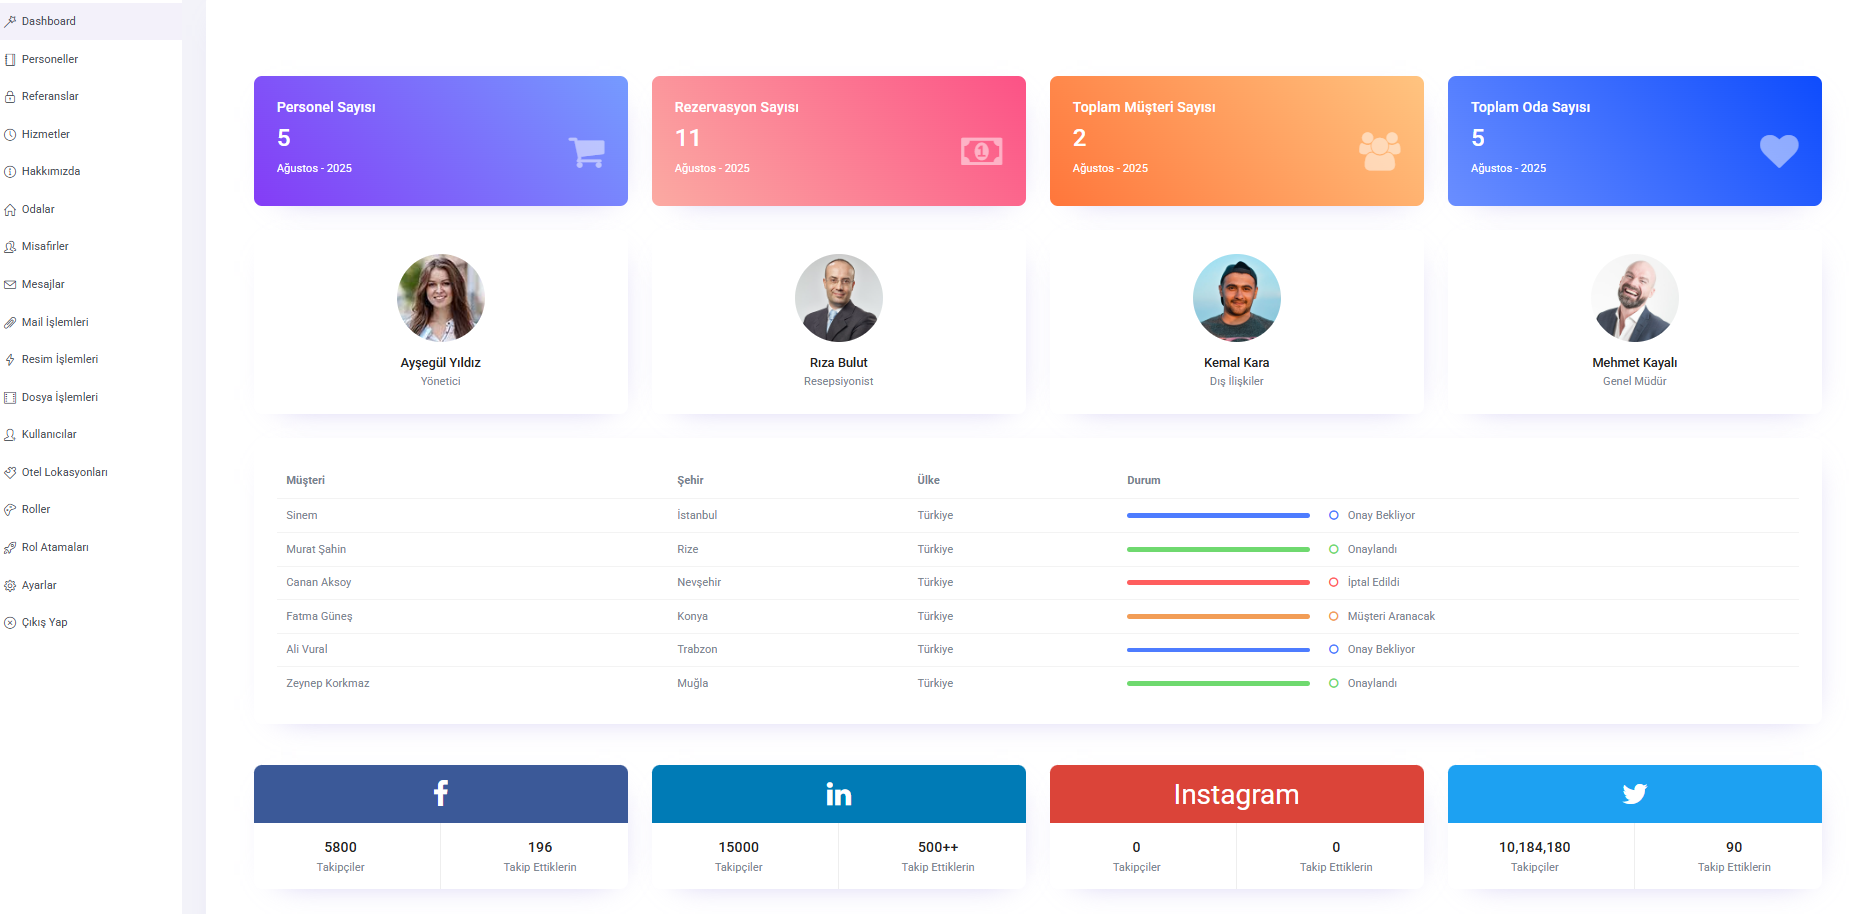 Dashboard
Personeller
Referanslar
Hizmetler
Hakkımızda
Odalar
Misafirler
Mesajlar
Mail İşlemleri
Resim İşlemleri
Dosya İşlemleri
Kullanıcılar
Otel Lokasyonları
Roller
Rol Atamaları
Ayarlar
Çıkış Yap
Personel Sayısı
5
Ağustos - 2025
Rezervasyon Sayısı
11
Ağustos - 2025
1
Toplam Müşteri Sayısı
2
Ağustos - 2025
Toplam Oda Sayısı
5
Ağustos - 2025
Ayşegül Yıldız
Yönetici
Rıza Bulut
Resepsiyonist
Kemal Kara
Dış İlişkiler
Mehmet Kayalı
Genel Müdür
Müşteri Şehir Ülke Durum
Sinem İstanbul Türkiye Onay Bekliyor
Murat Şahin Rize Türkiye Onaylandı
Canan Aksoy Nevşehir Türkiye İptal Edildi
Fatma Güneş Konya Türkiye Müşteri Aranacak
Ali Vural Trabzon Türkiye Onay Bekliyor
Zeynep Korkmaz Muğla Türkiye Onaylandı
f
5800 196
Takipçiler Takip Ettiklerin
in
15000 500++
Takipçiler Takip Ettiklerin
Instagram
0 0
Takipçiler Takip Ettiklerin
10,184,180 90
Takipçiler Takip Ettiklerin